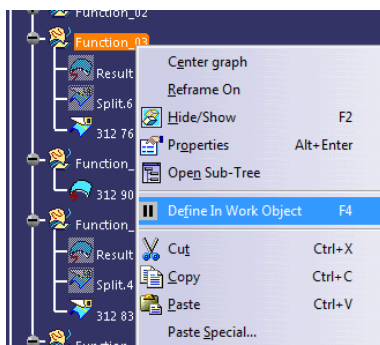 Function_02
Function_03
Result
Split.6
312 76
Function_
312 90
Function_
Result
Split.4
312 83
Function_
Center graph
Reframe On
Hide/Show F2
Properties Alt+Enter
Open Sub-Tree
Define In Work Object F4
Cut Ctrl+X
Copy Ctrl+C
Paste Ctrl+V
Paste Special...